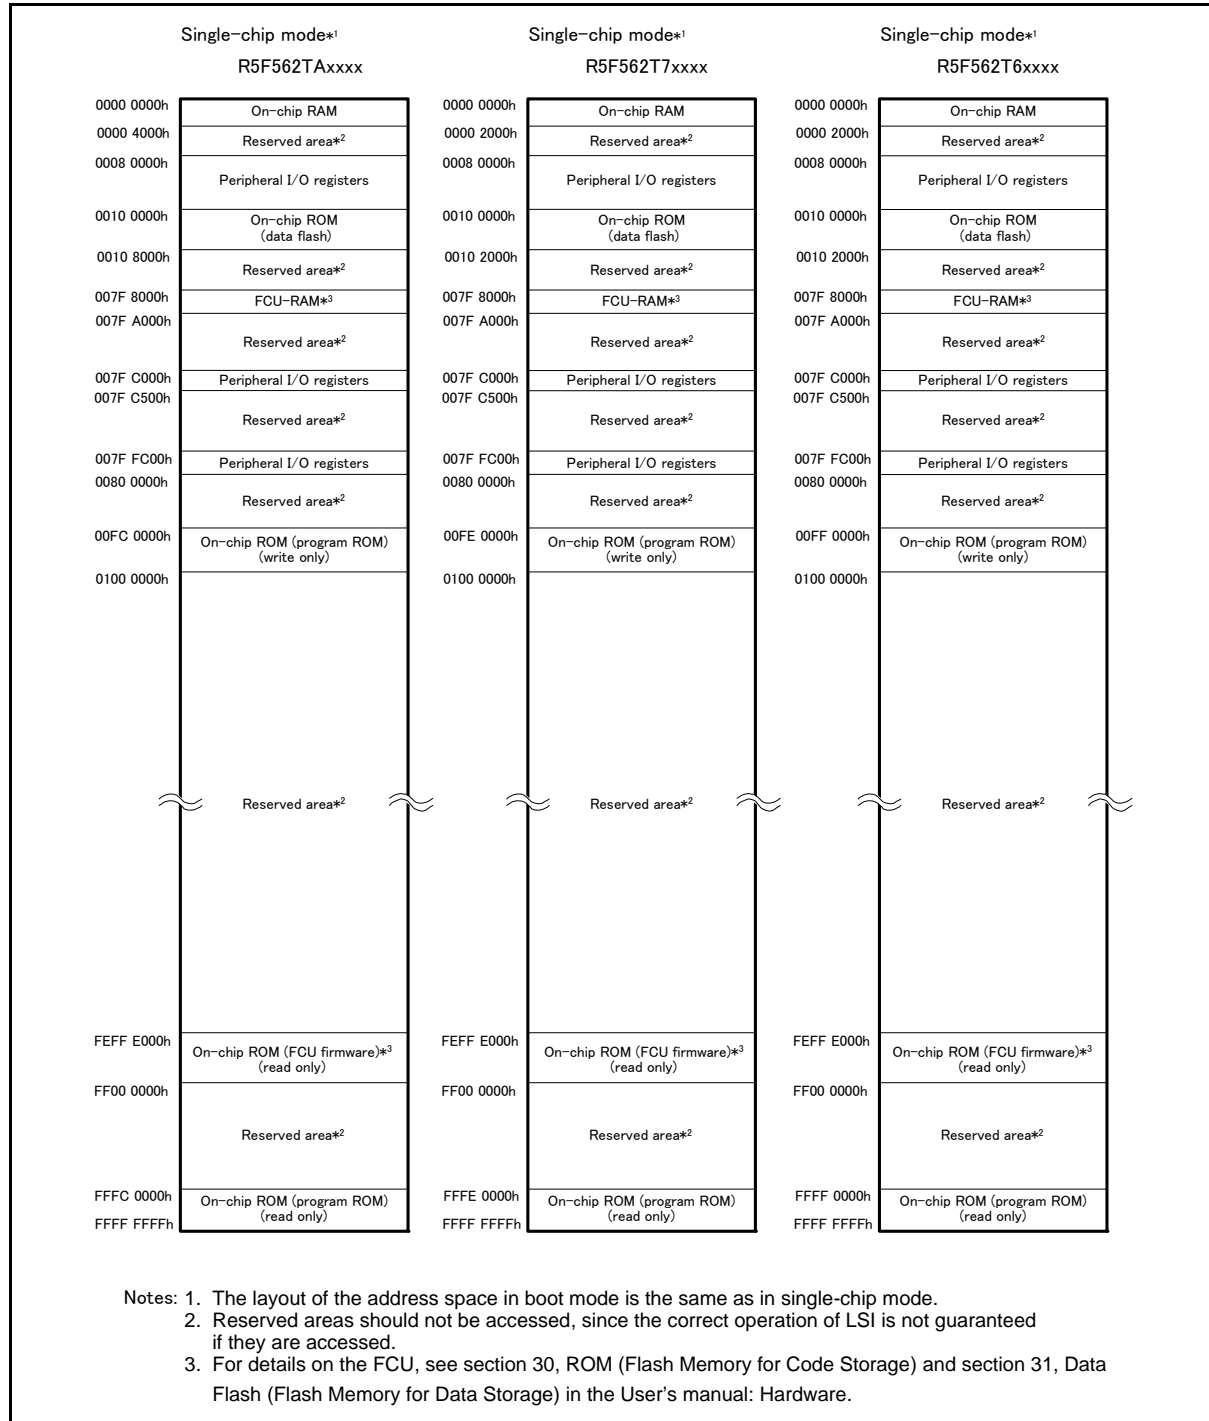 Single-chip mode*1
R5F562TAxxxx
0000 0000h
On-chip RAM
0000 4000h
Reserved area*2
0008 0000h
Peripheral I/O registers
0010 0000h
On-chip ROM
(data flash)
0010 8000h
Reserved area*2
007F 8000h
FCU-RAM*3
007F A000h
Reserved area*2
007F C000h
Peripheral I/O registers
007F C500h
Reserved area*2
007F FC00h
Peripheral I/O registers
0080 0000h
Reserved area*2
00FC 0000h
On-chip ROM (program ROM)
(write only)
0100 0000h
Reserved area*2
FEFF E000h
On-chip ROM (FCU firmware)*3
(read only)
FF00 0000h
Reserved area*2
FFFC 0000h
On-chip ROM (program ROM)
(read only)
FFFF FFFFh
Single-chip mode*1
R5F562T7xxxx
0000 0000h
On-chip RAM
0000 2000h
Reserved area*2
0008 0000h
Peripheral I/O registers
0010 0000h
On-chip ROM
(data flash)
0010 2000h
Reserved area*2
007F 8000h
FCU-RAM*3
007F A000h
Reserved area*2
007F C000h
Peripheral I/O registers
007F C500h
Reserved area*2
007F FC00h
Peripheral I/O registers
0080 0000h
Reserved area*2
00FE 0000h
On-chip ROM (program ROM)
(write only)
0100 0000h
Reserved area*2
FEFF E000h
On-chip ROM (FCU firmware)*3
(read only)
FF00 0000h
Reserved area*2
FFFE 0000h
On-chip ROM (program ROM)
(read only)
FFFF FFFFh
Single-chip mode*1
R5F562T6xxxx
0000 0000h
On-chip RAM
0000 2000h
Reserved area*2
0008 0000h
Peripheral I/O registers
0010 0000h
On-chip ROM
(data flash)
0010 2000h
Reserved area*2
007F 8000h
FCU-RAM*3
007F A000h
Reserved area*2
007F C000h
Peripheral I/O registers
007F C500h
Reserved area*2
007F FC00h
Peripheral I/O registers
0080 0000h
Reserved area*2
00FF 0000h
On-chip ROM (program ROM)
(write only)
0100 0000h
Reserved area*2
FEFF E000h
On-chip ROM (FCU firmware)*3
(read only)
FF00 0000h
Reserved area*2
FFFF 0000h
On-chip ROM (program ROM)
(read only)
FFFF FFFFh
Notes: 1. The layout of the address space in boot mode is the same as in single-chip mode.
2. Reserved areas should not be accessed, since the correct operation of LSI is not guaranteed
if they are accessed.
3. For details on the FCU, see section 30, ROM (Flash Memory for Code Storage) and section 31, Data
Flash (Flash Memory for Data Storage) in the User's manual: Hardware.